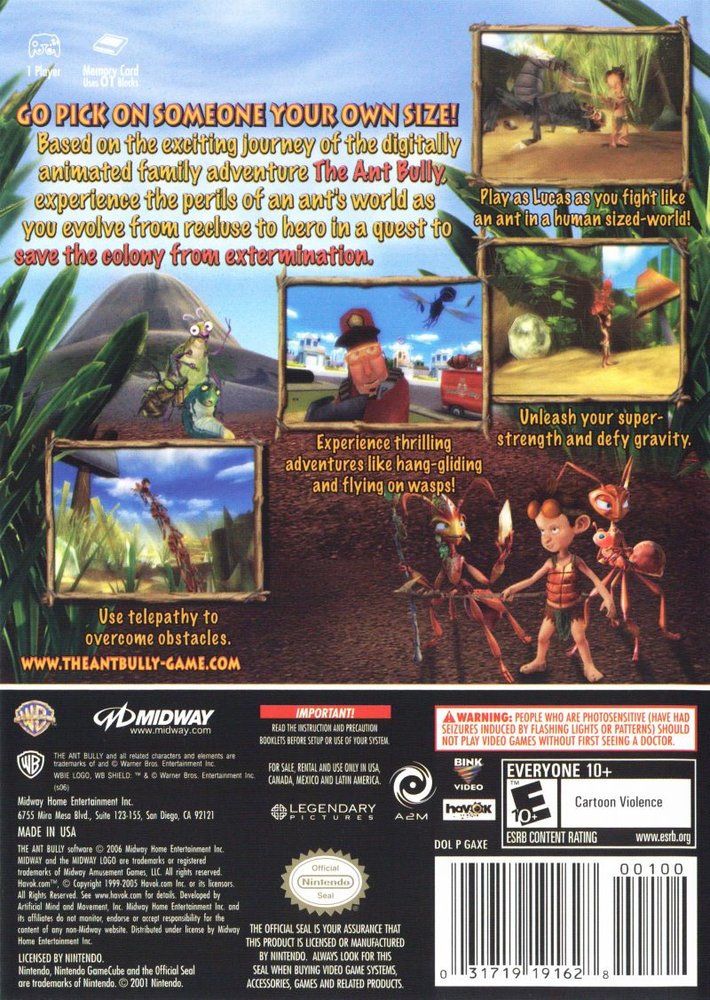 1 Player
Memory Card
Uses 01 Blocks
GO PICK ON SOMEONE YOUR OWN SIZE!
Based on the exciting journey of the digitally
animated family adventure The Ant Bully,
experience the perils of an ant's world as
you evolve from recluse to hero in a quest to
save the colony from extermination.
Play as Lucas as you fight like
an ant in a human sized-world!
Unleash your super-
strength and defy gravity.
Experience thrilling
adventures like hang-gliding
and flying on wasps!
Use telepathy to
overcome obstacles.
WWW.THEANTBULLY-GAME.COM
WB
MIDWAY
www.midway.com
WB
THE ANT BULLY and all related characters and elements are
trademarks of and © Warner Bros. Entertainment Inc.
WBIE LOGO, WB SHIELD: ™ & © Warner Bros. Entertainment Inc.
(s06)
Midway Home Entertainment Inc.
6755 Mira Mesa Blvd., Suite 123-155, San Diego, CA 92121
MADE IN USA
THE ANT BULLY software © 2006 Midway Home Entertainment Inc.
MIDWAY and the MIDWAY LOGO are trademarks or registered
trademarks of Midway Amusement Games, LLC. All rights reserved.
Havok.com™, © Copyright 1999-2005 Havok.com Inc. or its licensors.
All Rights Reserved. See www.havok.com for details. Developed by
Artificial Mind and Movement, Inc. Midway Home Entertainment Inc. and
its affiliates do not monitor, endorse or accept responsibility for the
content of any non-Midway website. Distributed under license by Midway
Home Entertainment Inc.
LICENSED BY NINTENDO.
Nintendo, Nintendo GameCube and the Official Seal
are trademarks of Nintendo. © 2001 Nintendo.
IMPORTANT!
READ THE INSTRUCTION AND PRECAUTION
BOOKLETS BEFORE SETUP OR USE OF YOUR SYSTEM.
FOR SALE, RENTAL AND USE ONLY IN USA,
CANADA, MEXICO AND LATIN AMERICA.
LEGENDARY
PICTURES
A2M
Official
Nintendo
Seal
THE OFFICIAL SEAL IS YOUR ASSURANCE THAT
THIS PRODUCT IS LICENSED OR MANUFACTURED
BY NINTENDO. ALWAYS LOOK FOR THIS
SEAL WHEN BUYING VIDEO GAME SYSTEMS,
ACCESSORIES, GAMES AND RELATED PRODUCTS.
WARNING: PEOPLE WHO ARE PHOTOSENSITIVE (HAVE HAD
SEIZURES INDUCED BY FLASHING LIGHTS OR PATTERNS) SHOULD
NOT PLAY VIDEO GAMES WITHOUT FIRST SEEING A DOCTOR.
BINK
VIDEO
havok
DOL P GAXE
EVERYONE 10+
E
10+
Cartoon Violence
ESRB CONTENT RATING www.esrb.org
00100
0 31719 19162 8